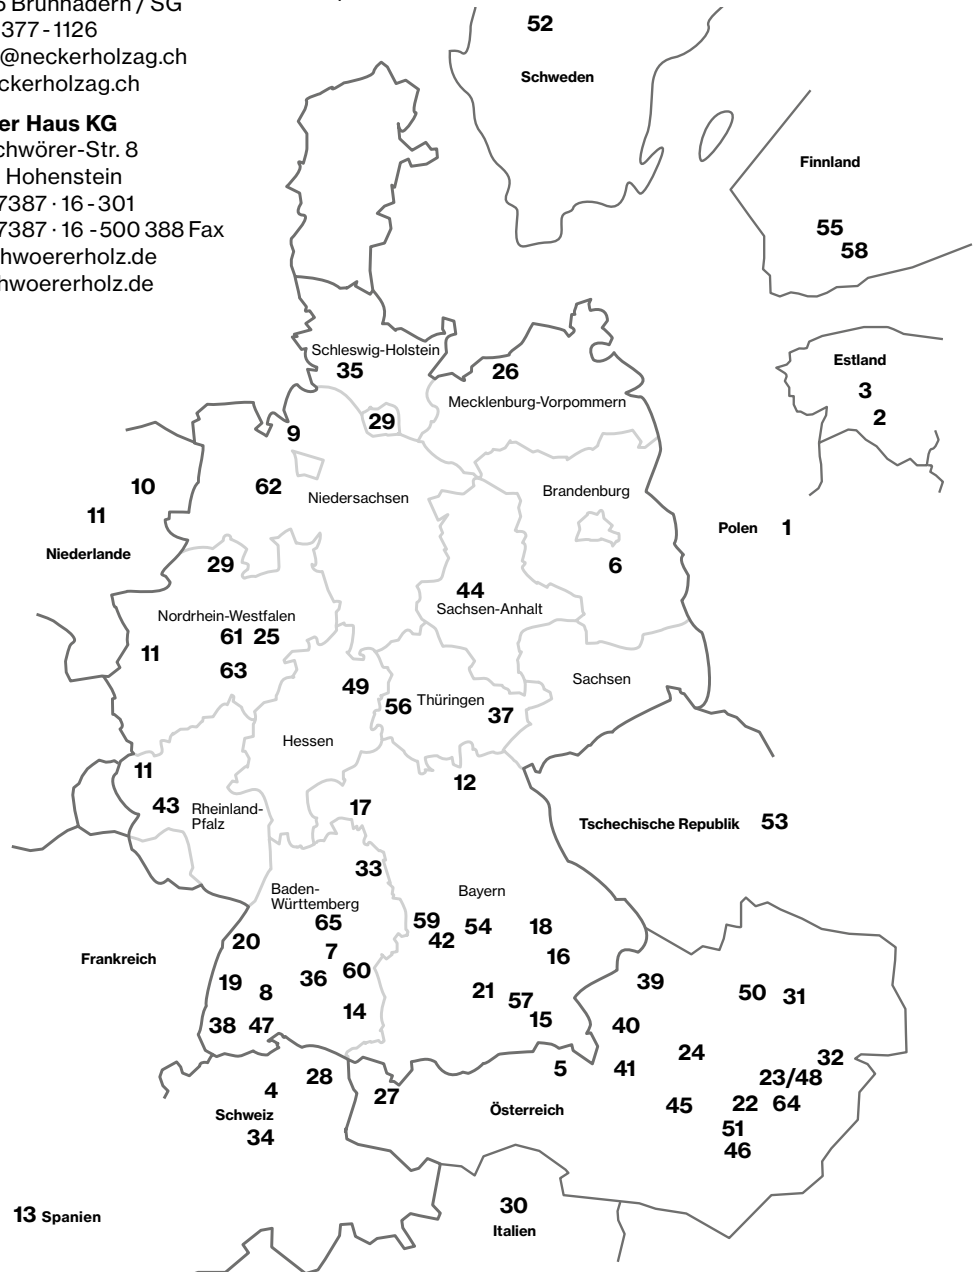 Brunnadern / SG
377 - 1126
@neckerholzag.ch
ckerholzag.ch
er Haus KG
chwörer-Str. 8
Hohenstein
7387 · 16 - 301
7387 · 16 - 500 388 Fax
hwoererholz.de
hwoererholz.de
52
Schweden
Finnland
55
58
Schleswig-Holstein
35
26
Mecklenburg-Vorpommern
Estland
3
2
29
9
10
62
Niedersachsen
Brandenburg
11
Polen 1
Niederlande
29
6
44
Sachsen-Anhalt
Nordrhein-Westfalen
61 25
11
63
49
Sachsen
56
Thüringen
37
Hessen
11
12
43
Rheinland-
Pfalz
17
Tschechische Republik 53
33
Baden-
Württemberg
Bayern
65
59
54
18
42
20
7
16
Frankreich
60
36
19
8
21
57
39
50
31
14
15
38
47
40
24
32
5
41
28
23/48
4
27
45
22
64
Schweiz
Österreich
34
51
46
30
Italien
13 Spanien